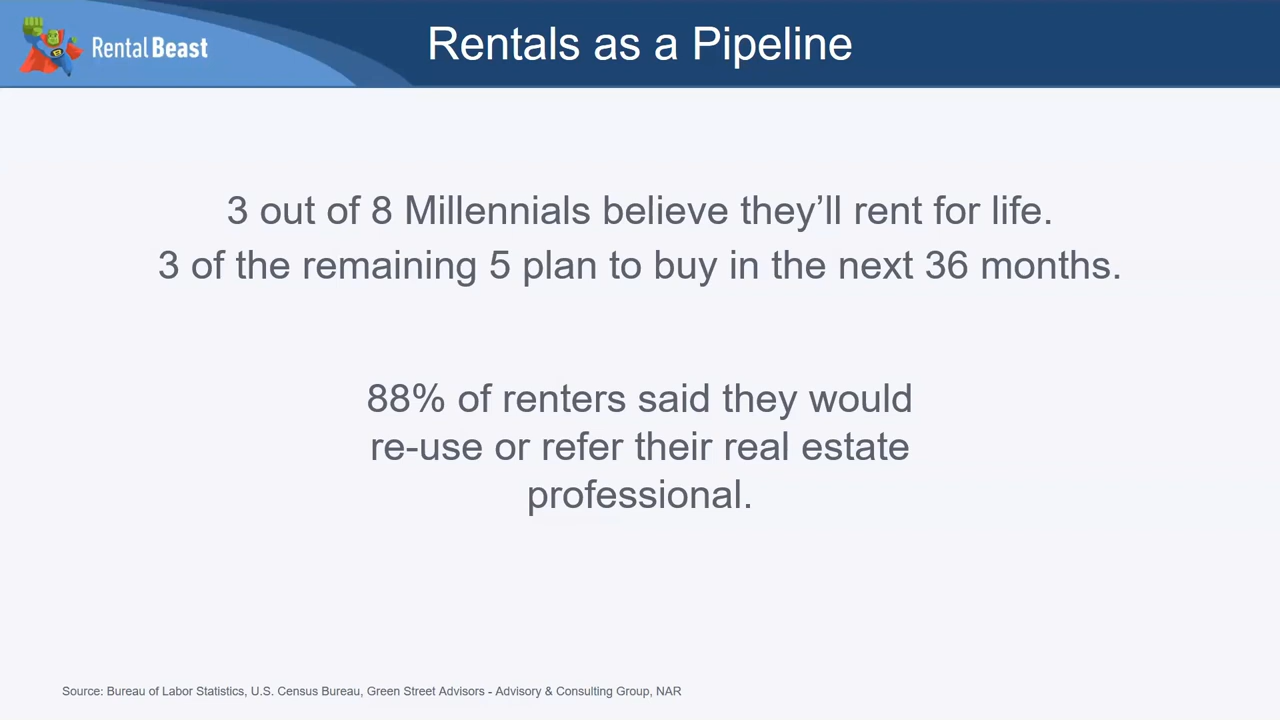 Rental Beast
Rentals as a Pipeline
3 out of 8 Millennials believe they’ll rent for life.
3 of the remaining 5 plan to buy in the next 36 months.
88% of renters said they would
re-use or refer their real estate
professional.
Source: Bureau of Labor Statistics, U.S. Census Bureau, Green Street Advisors - Advisory & Consulting Group, NAR